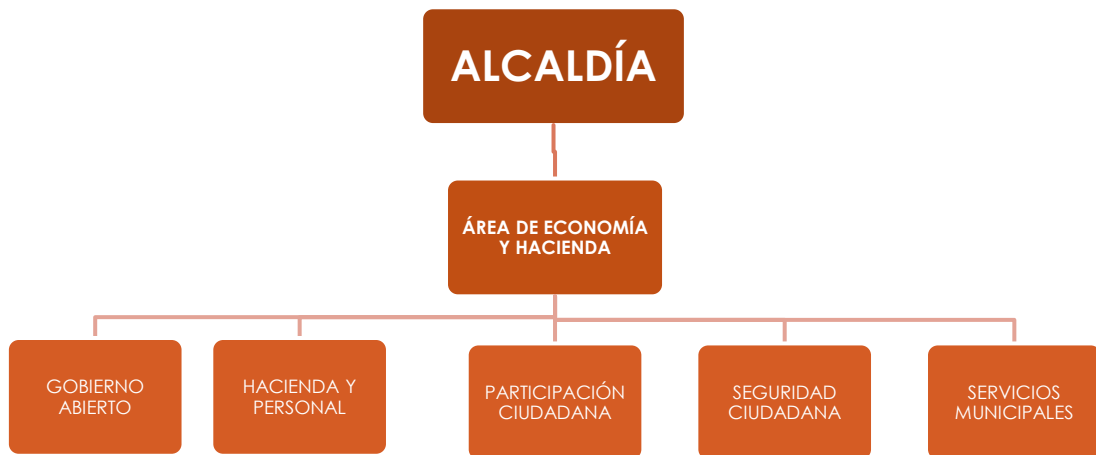 ALCALDÍA
ÁREA DE ECONOMÍA
Y HACIENDA
GOBIERNO
ABIERTO
HACIENDA Y
PERSONAL
PARTICIPACIÓN
CIUDADANA
SEGURIDAD
CIUDADANA
SERVICIOS
MUNICIPALES